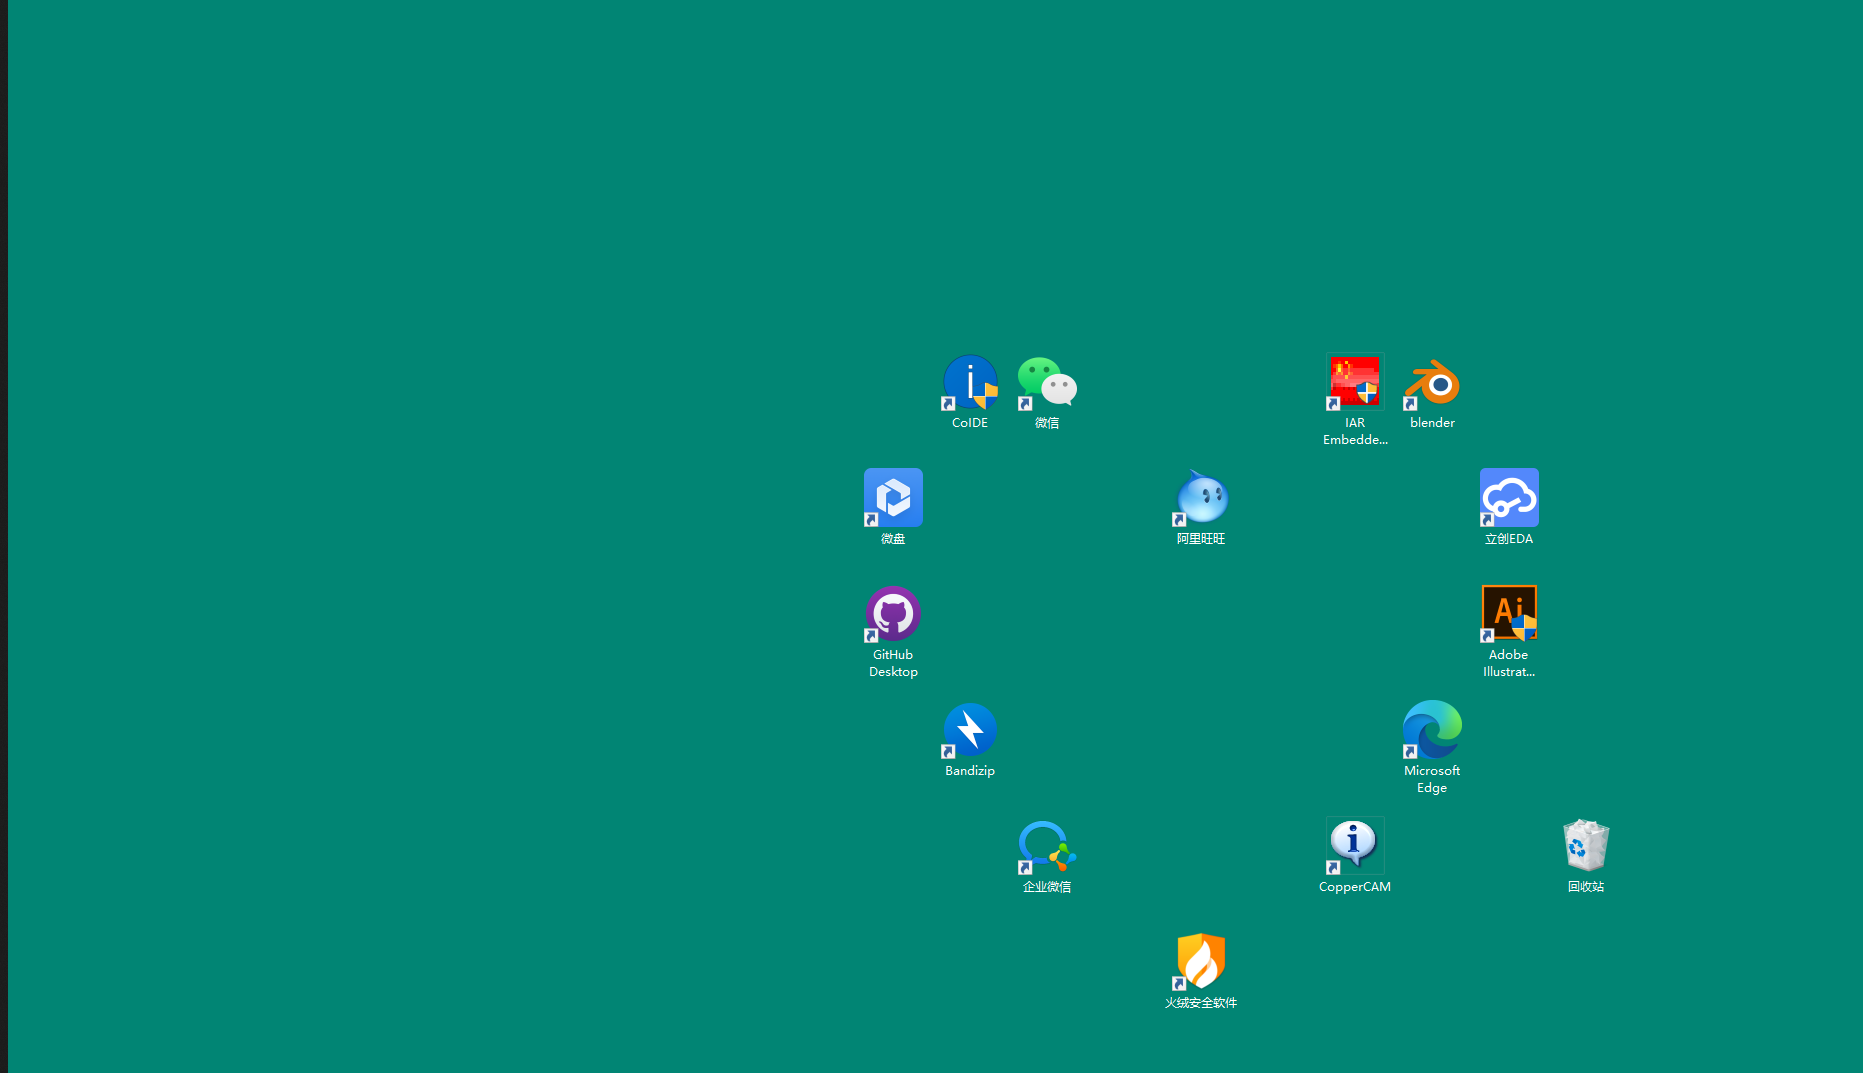 CoIDE
微信
IAR
Embedde...
blender
微盘
阿里旺旺
立创EDA
GitHub
Desktop
Ai
Adobe
Illustrat...
Bandizip
Microsoft
Edge
企业微信
CopperCAM
回收站
火绒安全软件